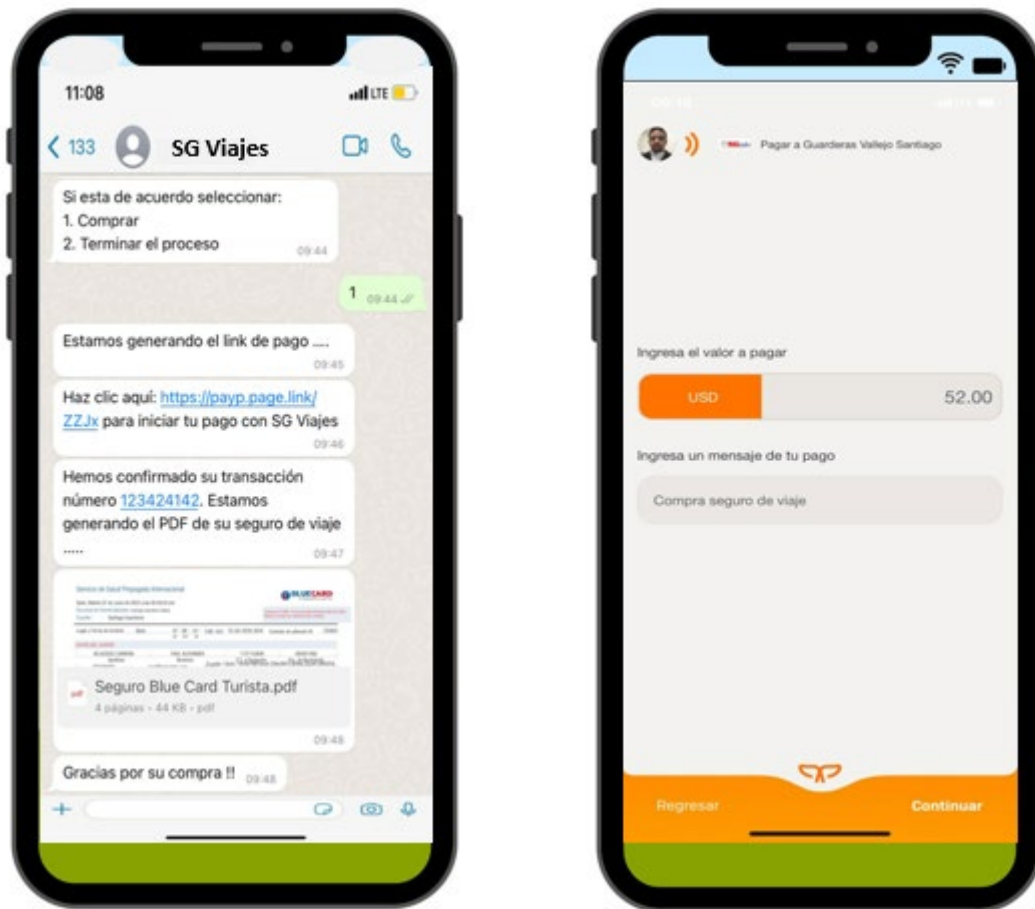 11:08
LTE
133
SG Viajes
Si esta de acuerdo seleccionar:
1. Comprar
2. Terminar el proceso
09:44
1
09:44
Estamos generando el link de pago ....
09:45
Haz clic aquí: https://payp.page.link/
ZZJx para iniciar tu pago con SG Viajes
09:46
Hemos confirmado su transacción
número 123424142. Estamos
generando el PDF de su seguro de viaje
.....
09:47
BLUECARD
pdf
Seguro Blue Card Turista.pdf
4 páginas - 44 KB - pdf
09:48
Gracias por su compra !!
09:48
Pagar a Guarderas Vallejo Santiago
Ingresa el valor a pagar
USD
52.00
Ingresa un mensaje de tu pago
Compra seguro de viaje
Regresar
Continuar